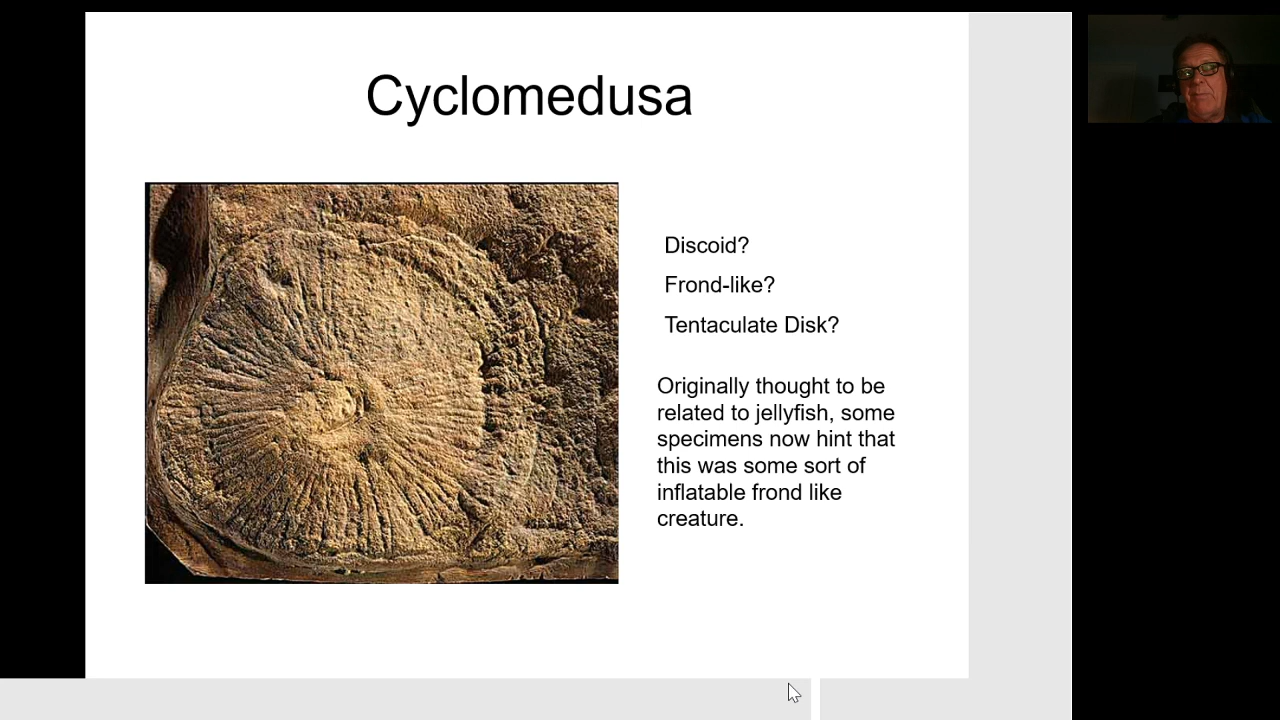 Cyclomedusa
Discoid?
Frond-like?
Tentaculate Disk?
Originally thought to be
related to jellyfish, some
specimens now hint that
this was some sort of
inflatable frond like
creature.